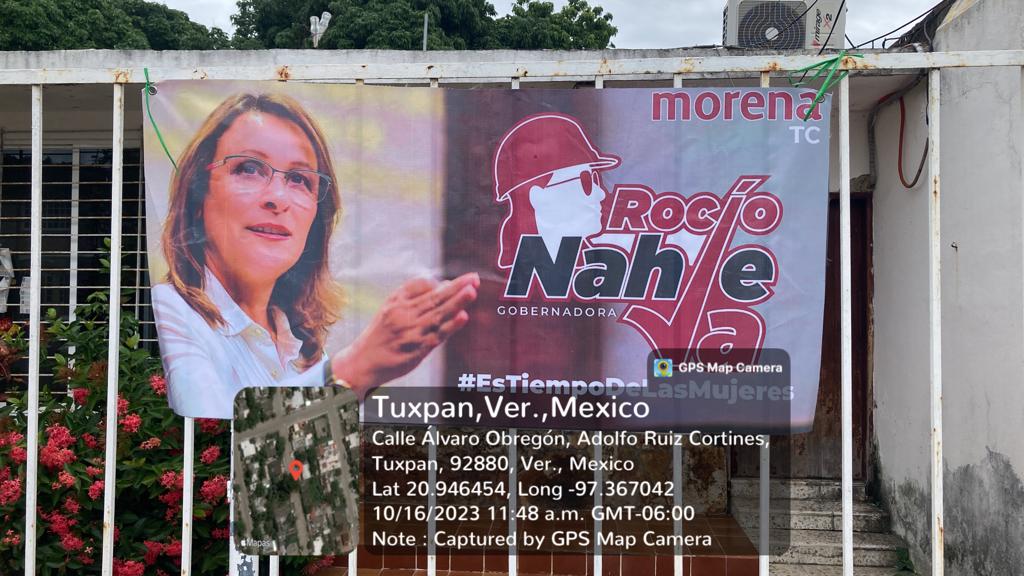 morena
TC
Rocío
Nahle
GOBERNADORA
Ya
#EsTiempoDeLasMujeres
GPS Map Camera
Tuxpan,Ver.,Mexico
Calle Álvaro Obregón, Adolfo Ruiz Cortines,
Tuxpan, 92880, Ver., Mexico
Lat 20.946454, Long -97.367042
10/16/2023 11:48 a.m. GMT-06:00
Note : Captured by GPS Map Camera
Mapas